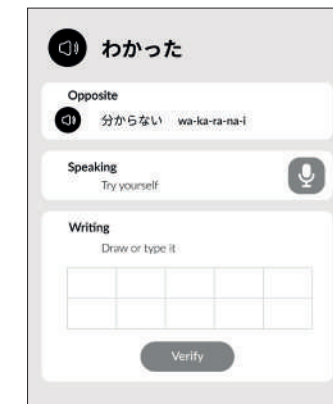 わかった
Opposite
分からない wa-ka-ra-na-i
Speaking
Try yourself
Writing
Draw or type it
Verify